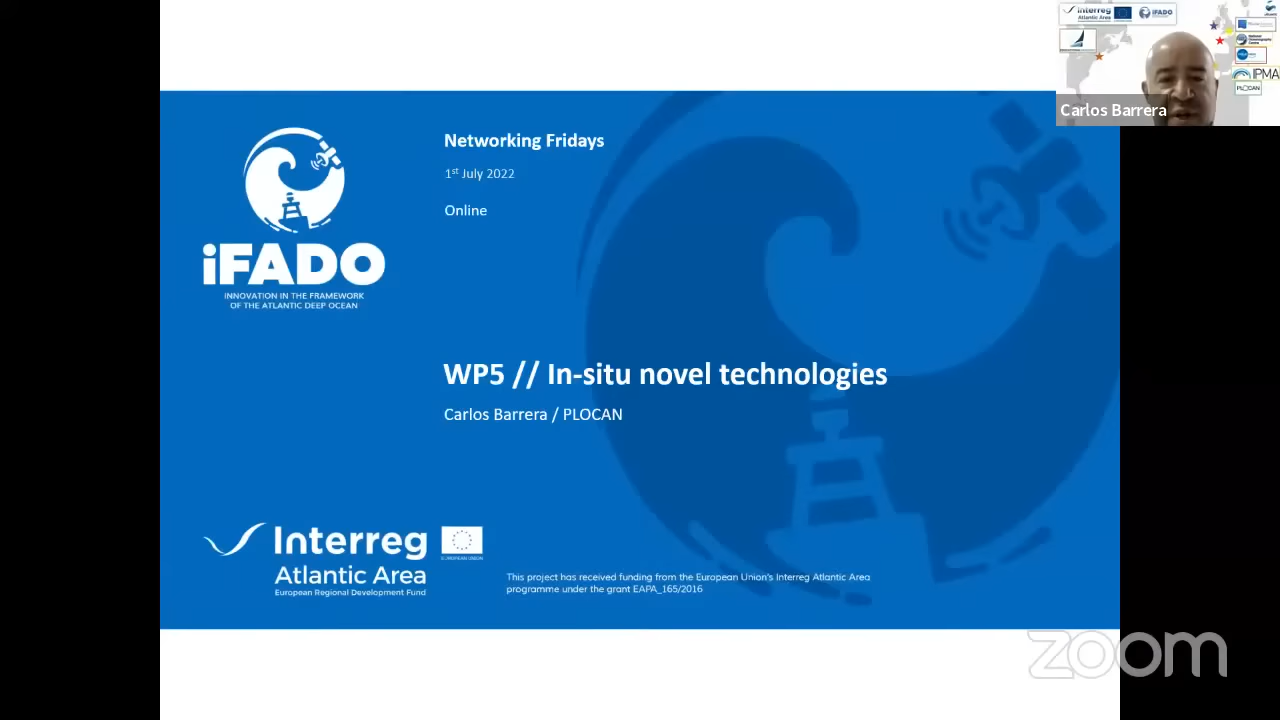 Networking Fridays
1st July 2022
Online
iFADO
INNOVATION IN THE FRAMEWORK
OF THE ATLANTIC DEEP OCEAN
WP5 // In-situ novel technologies
Carlos Barrera / PLOCAN
Interreg
Atlantic Area
European Regional Development Fund
EUROPEAN UNION
This project has received funding from the European Union's Interreg Atlantic Area
programme under the grant EAPA_165/2016
Interreg
Atlantic Area
iFADO
IPMA
PLOCAN
Carlos Barrera
zoom